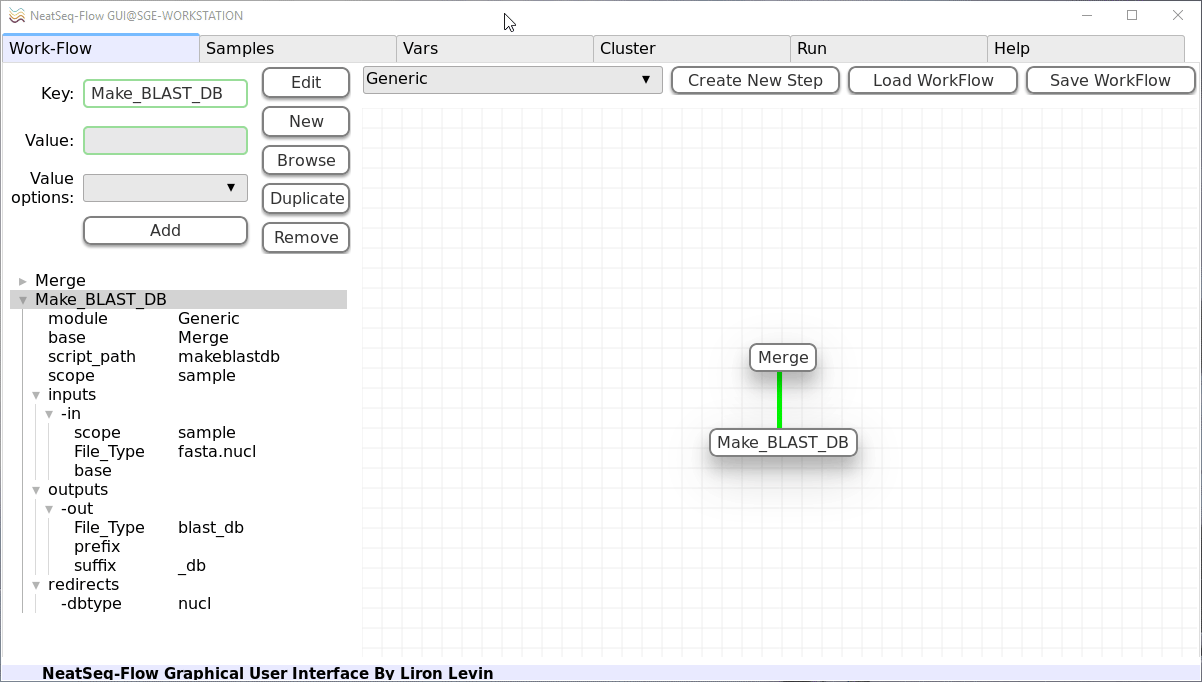 NeatSeq-Flow GUI@SGE-WORKSTATION
Work-Flow Samples Vars Cluster Run Help
Key: Make_BLAST_DB
Value:
Value options:
Add
Edit
New
Browse
Duplicate
Remove
Generic Create New Step Load WorkFlow Save WorkFlow
Merge
Make_BLAST_DB
module Generic
base Merge
script_path makeblastdb
scope sample
inputs
-in
scope sample
File_Type fasta.nucl
base
outputs
-out
File_Type blast_db
prefix
suffix _db
redirects
-dbtype nucl
Merge
Make_BLAST_DB
NeatSeq-Flow Graphical User Interface By Liron Levin